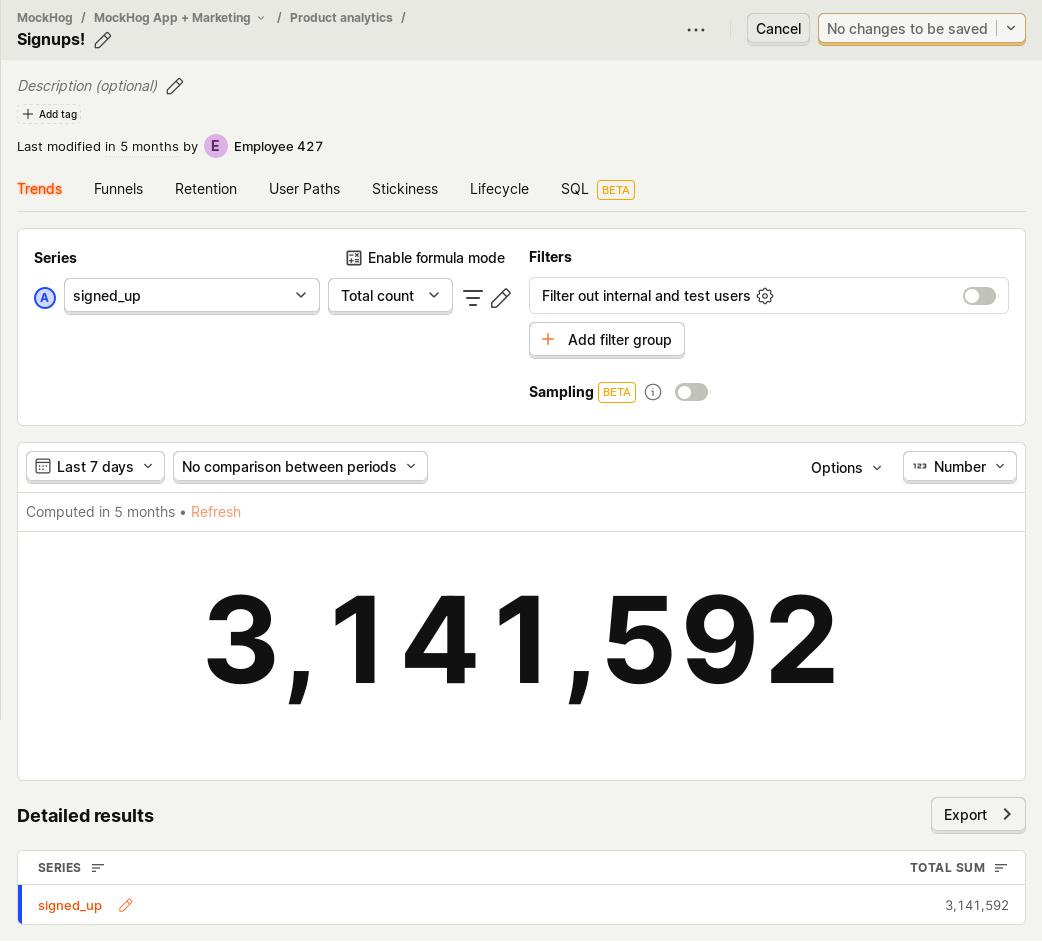 MockHog / MockHog App + Marketing / Product analytics /
Signups!
Cancel
No changes to be saved
Description (optional)
Add tag
Last modified in 5 months by E Employee 427
Trends Funnels Retention User Paths Stickiness Lifecycle SQL BETA
Series
Enable formula mode
A signed_up
Total count
Filters
Filter out internal and test users
Add filter group
Sampling BETA
Last 7 days
No comparison between periods
Options
123 Number
Computed in 5 months • Refresh
3,141,592
Detailed results
Export
SERIES TOTAL SUM
signed_up 3,141,592